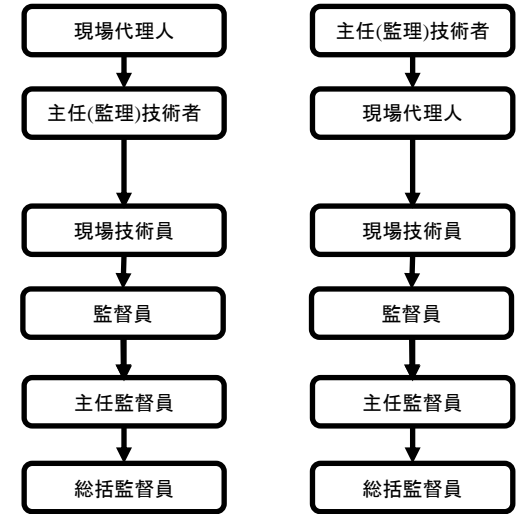 現場代理人
主任(監理)技術者
現場技術員
監督員
主任監督員
総括監督員
主任(監理)技術者
現場代理人
現場技術員
監督員
主任監督員
総括監督員